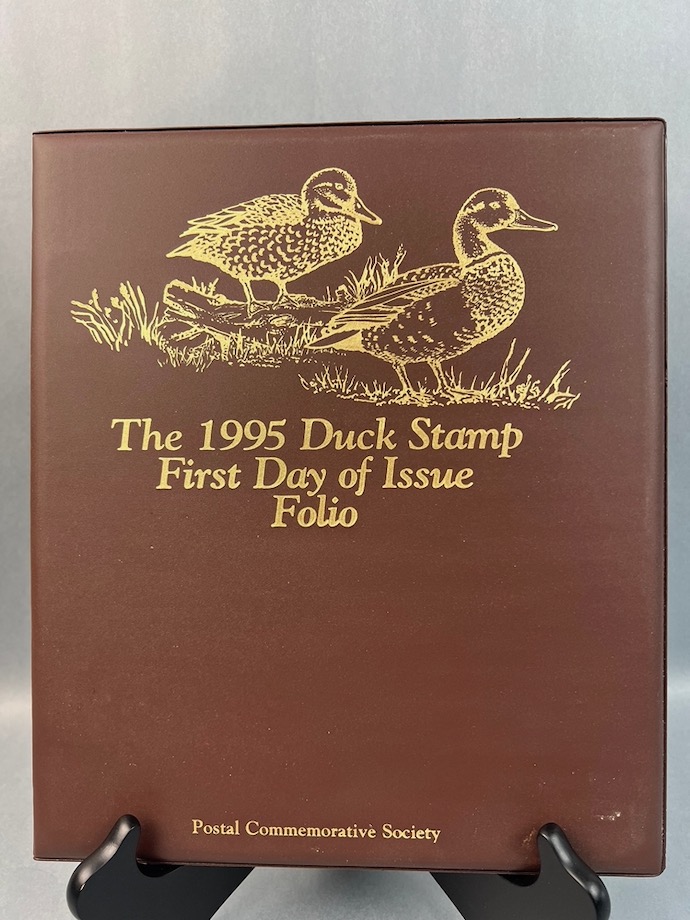 The 1995 Duck Stamp
First Day of Issue
Folio
Postal Commemorative Society